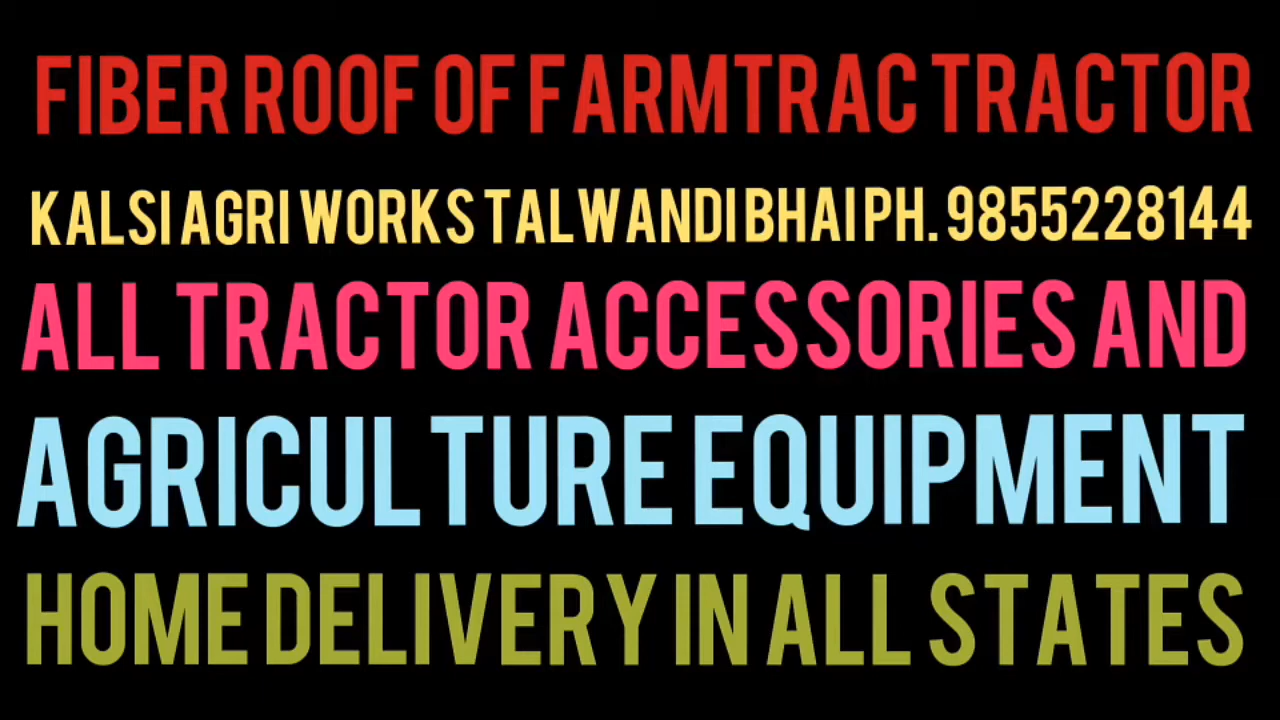 FIBER ROOF OF FARMTRAC TRACTOR
KALSI AGRI WORKS TALWANDI BHAI PH. 9855228144
ALL TRACTOR ACCESSORIES AND
AGRICULTURE EQUIPMENT
HOME DELIVERY IN ALL STATES